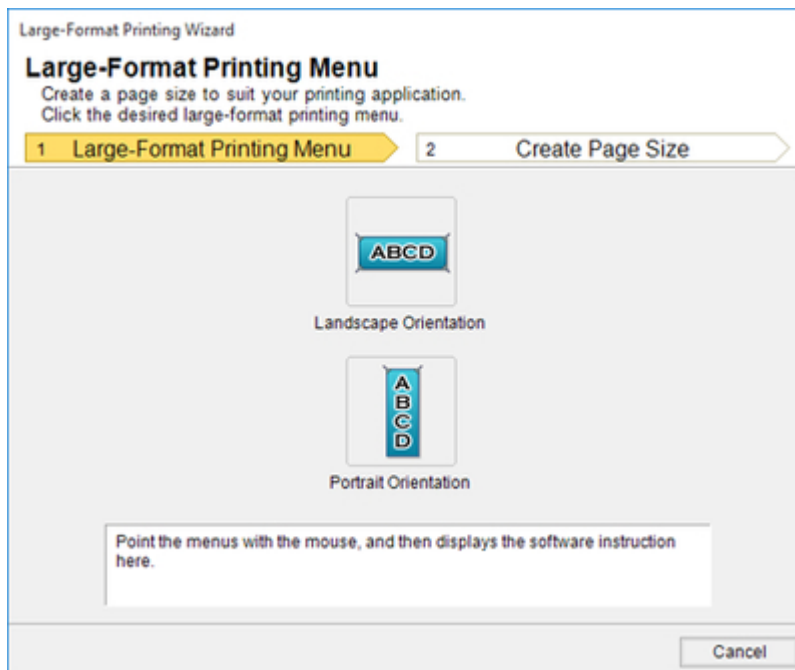 Large-Format Printing Wizard
Large-Format Printing Menu
Create a page size to suit your printing application.
Click the desired large-format printing menu.
1 Large-Format Printing Menu 2 Create Page Size
ABCD
Landscape Orientation
A
B
C
D
Portrait Orientation
Point the menus with the mouse, and then displays the software instruction
here.
Cancel